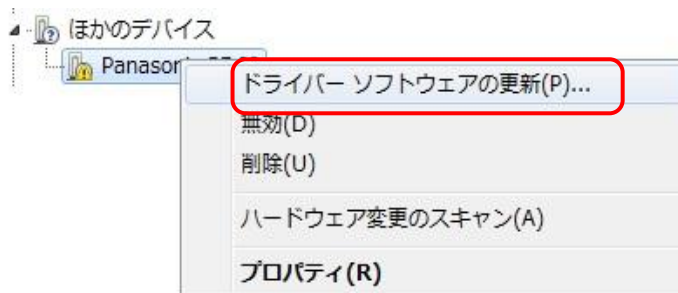 ほかのデバイス
Panasonic
ドライバー ソフトウェアの更新(P)...
無効(D)
削除(U)
ハードウェア変更のスキャン(A)
プロパティ(R)